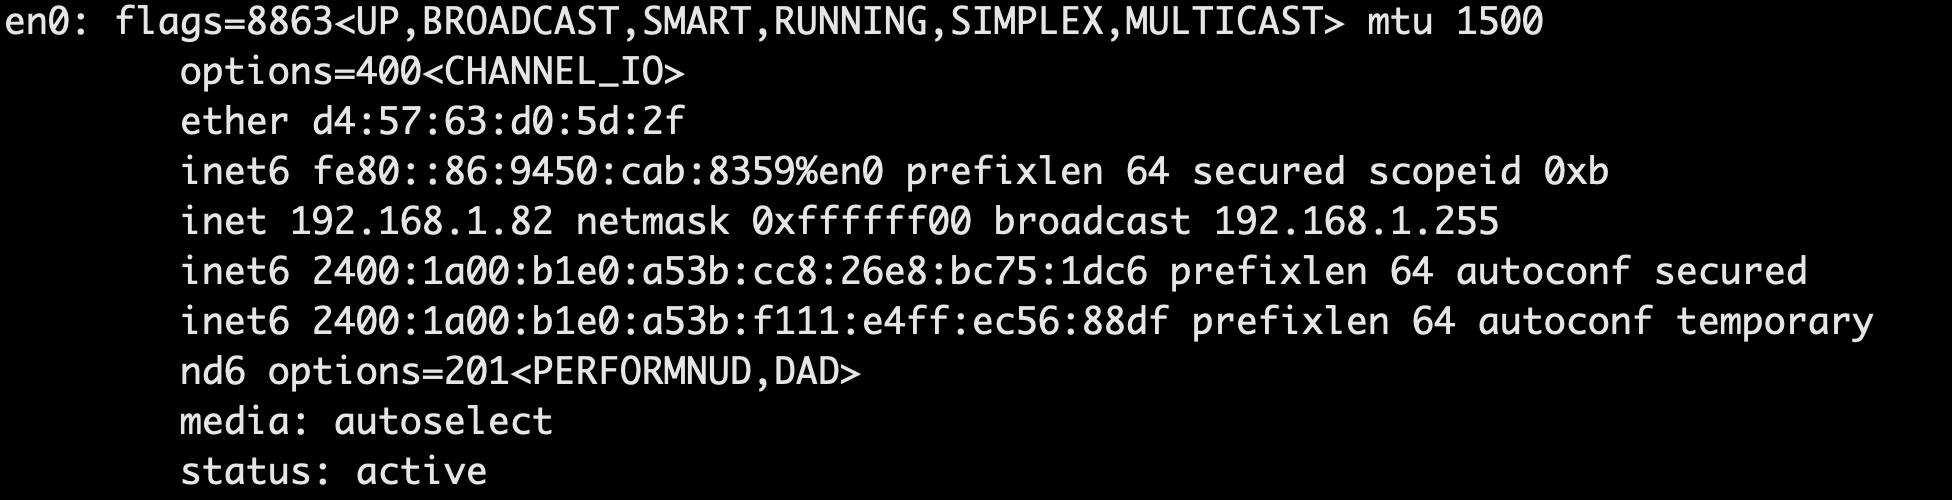 en0: flags=8863<UP,BROADCAST,SMART,RUNNING,SIMPLEX,MULTICAST> mtu 1500
options=400<CHANNEL_IO>
ether d4:57:63:d0:5d:2f
inet6 fe80::86:9450:cab:8359%en0 prefixlen 64 secured scopeid 0xb
inet 192.168.1.82 netmask 0xffffff00 broadcast 192.168.1.255
inet6 2400:1a00:b1e0:a53b:cc8:26e8:bc75:1dc6 prefixlen 64 autoconf secured
inet6 2400:1a00:b1e0:a53b:f111:e4ff:ec56:88df prefixlen 64 autoconf temporary
nd6 options=201<PERFORMNUD,DAD>
media: autoselect
status: active